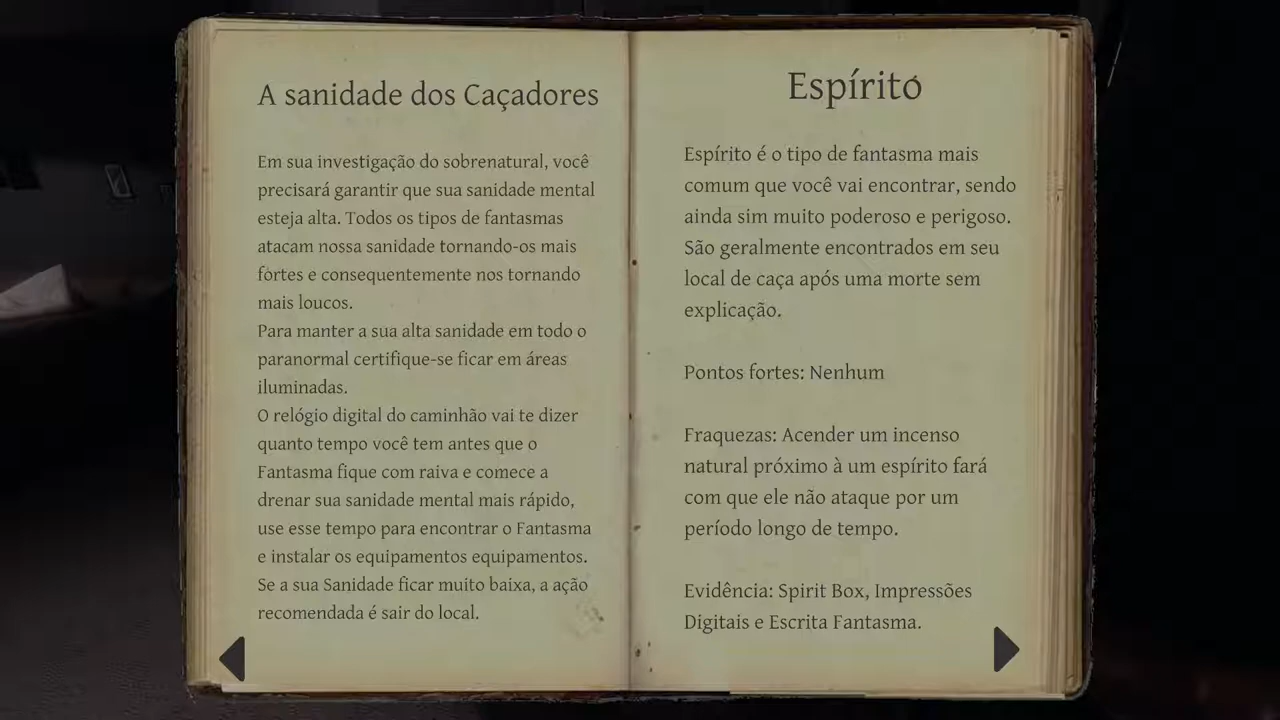 A sanidade dos Caçadores
Em sua investigação do sobrenatural, você
precisará garantir que sua sanidade mental
esteja alta. Todos os tipos de fantasmas
atacam nossa sanidade tornando-os mais
fortes e consequentemente nos tornando
mais loucos.
Para manter a sua alta sanidade em todo o
paranormal certifique-se ficar em áreas
iluminadas.
O relógio digital do caminhão vai te dizer
quanto tempo você tem antes que o
Fantasma fique com raiva e comece a
drenar sua sanidade mental mais rápido,
use esse tempo para encontrar o Fantasma
e instalar os equipamentos equipamentos.
Se a sua Sanidade ficar muito baixa, a ação
recomendada é sair do local.
Espírito
Espírito é o tipo de fantasma mais
comum que você vai encontrar, sendo
ainda sim muito poderoso e perigoso.
São geralmente encontrados em seu
local de caça após uma morte sem
explicação.
Pontos fortes: Nenhum
Fraquezas: Acender um incenso
natural próximo à um espírito fará
com que ele não ataque por um
período longo de tempo.
Evidência: Spirit Box, Impressões
Digitais e Escrita Fantasma.